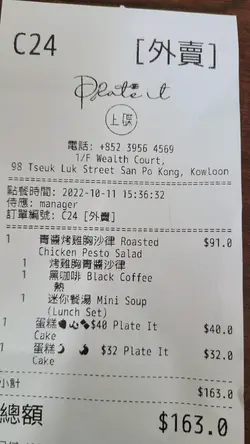 C24 [外賣]
Plate it
上碟
電話: +852 3956 4569
1/F Wealth Court,
98 Tseuk Luk Street San Po Kong, Kowloon
點餐時間: 2022-10-11 15:36:32
侍應: manager
訂單編號: C24 [外賣]
1 青醬烤雞胸沙律 Roasted $91.0
Chicken Pesto Salad
1 烤雞胸青醬沙律
1 黑咖啡 Black Coffee
熱
1 迷你餐湯 Mini Soup
(Lunch Set)
1 蛋糕🍎🍌🍫$40 Plate It $40.0
Cake
1 蛋糕 $32 Plate It $32.0
Cake
小計 $163.0
總額 $163.0